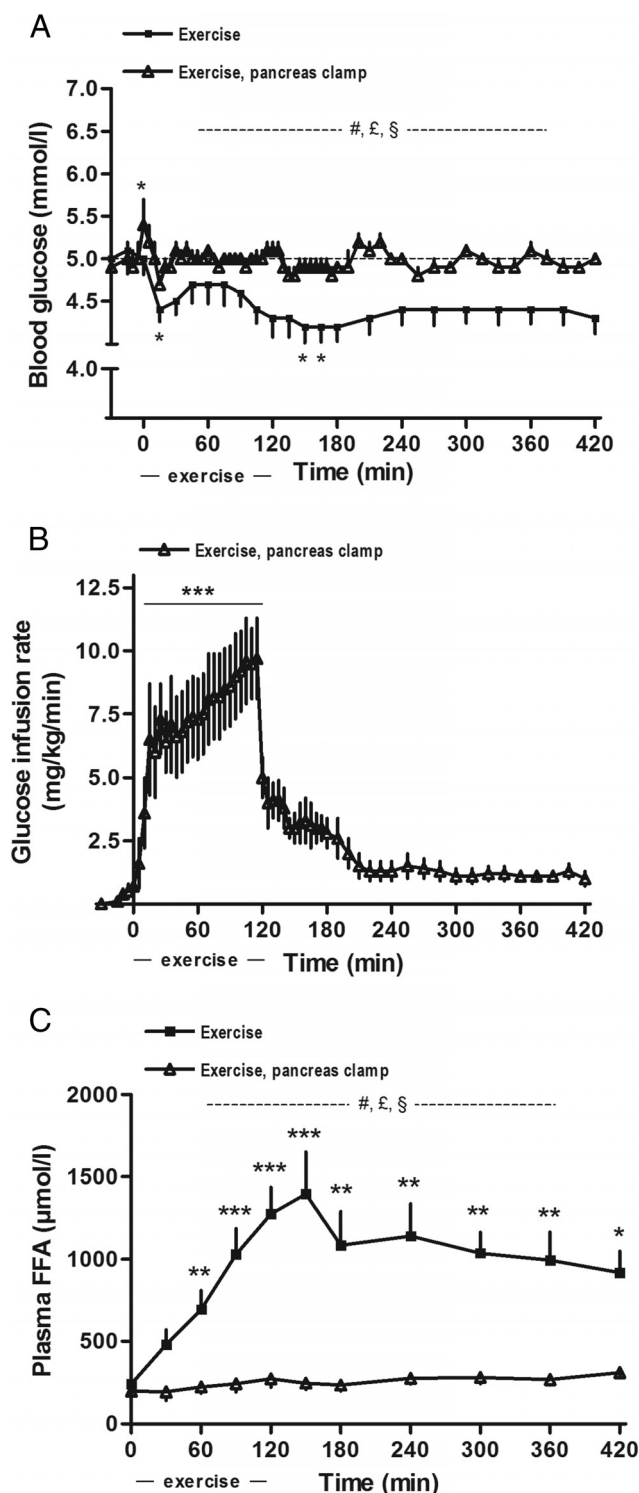 A
Exercise
Exercise, pancreas clamp
7.0
6.5
6.0
5.5
5.0
4.5
4.0
Blood glucose (mmol/l)
#, £, §
*
*
* *
0 60 120 180 240 300 360 420
— exercise — Time (min)
B
Exercise, pancreas clamp
12.5
10.0
7.5
5.0
2.5
Glucose infusion rate
(mg/kg/min)
***
0 60 120 180 240 300 360 420
— exercise — Time (min)
C
Exercise
Exercise, pancreas clamp
2000
1500
1000
500
0
Plasma FFA (µmol/l)
#, £, §
** *** *** *** ** ** ** ** *
0 60 120 180 240 300 360 420
— exercise — Time (min)